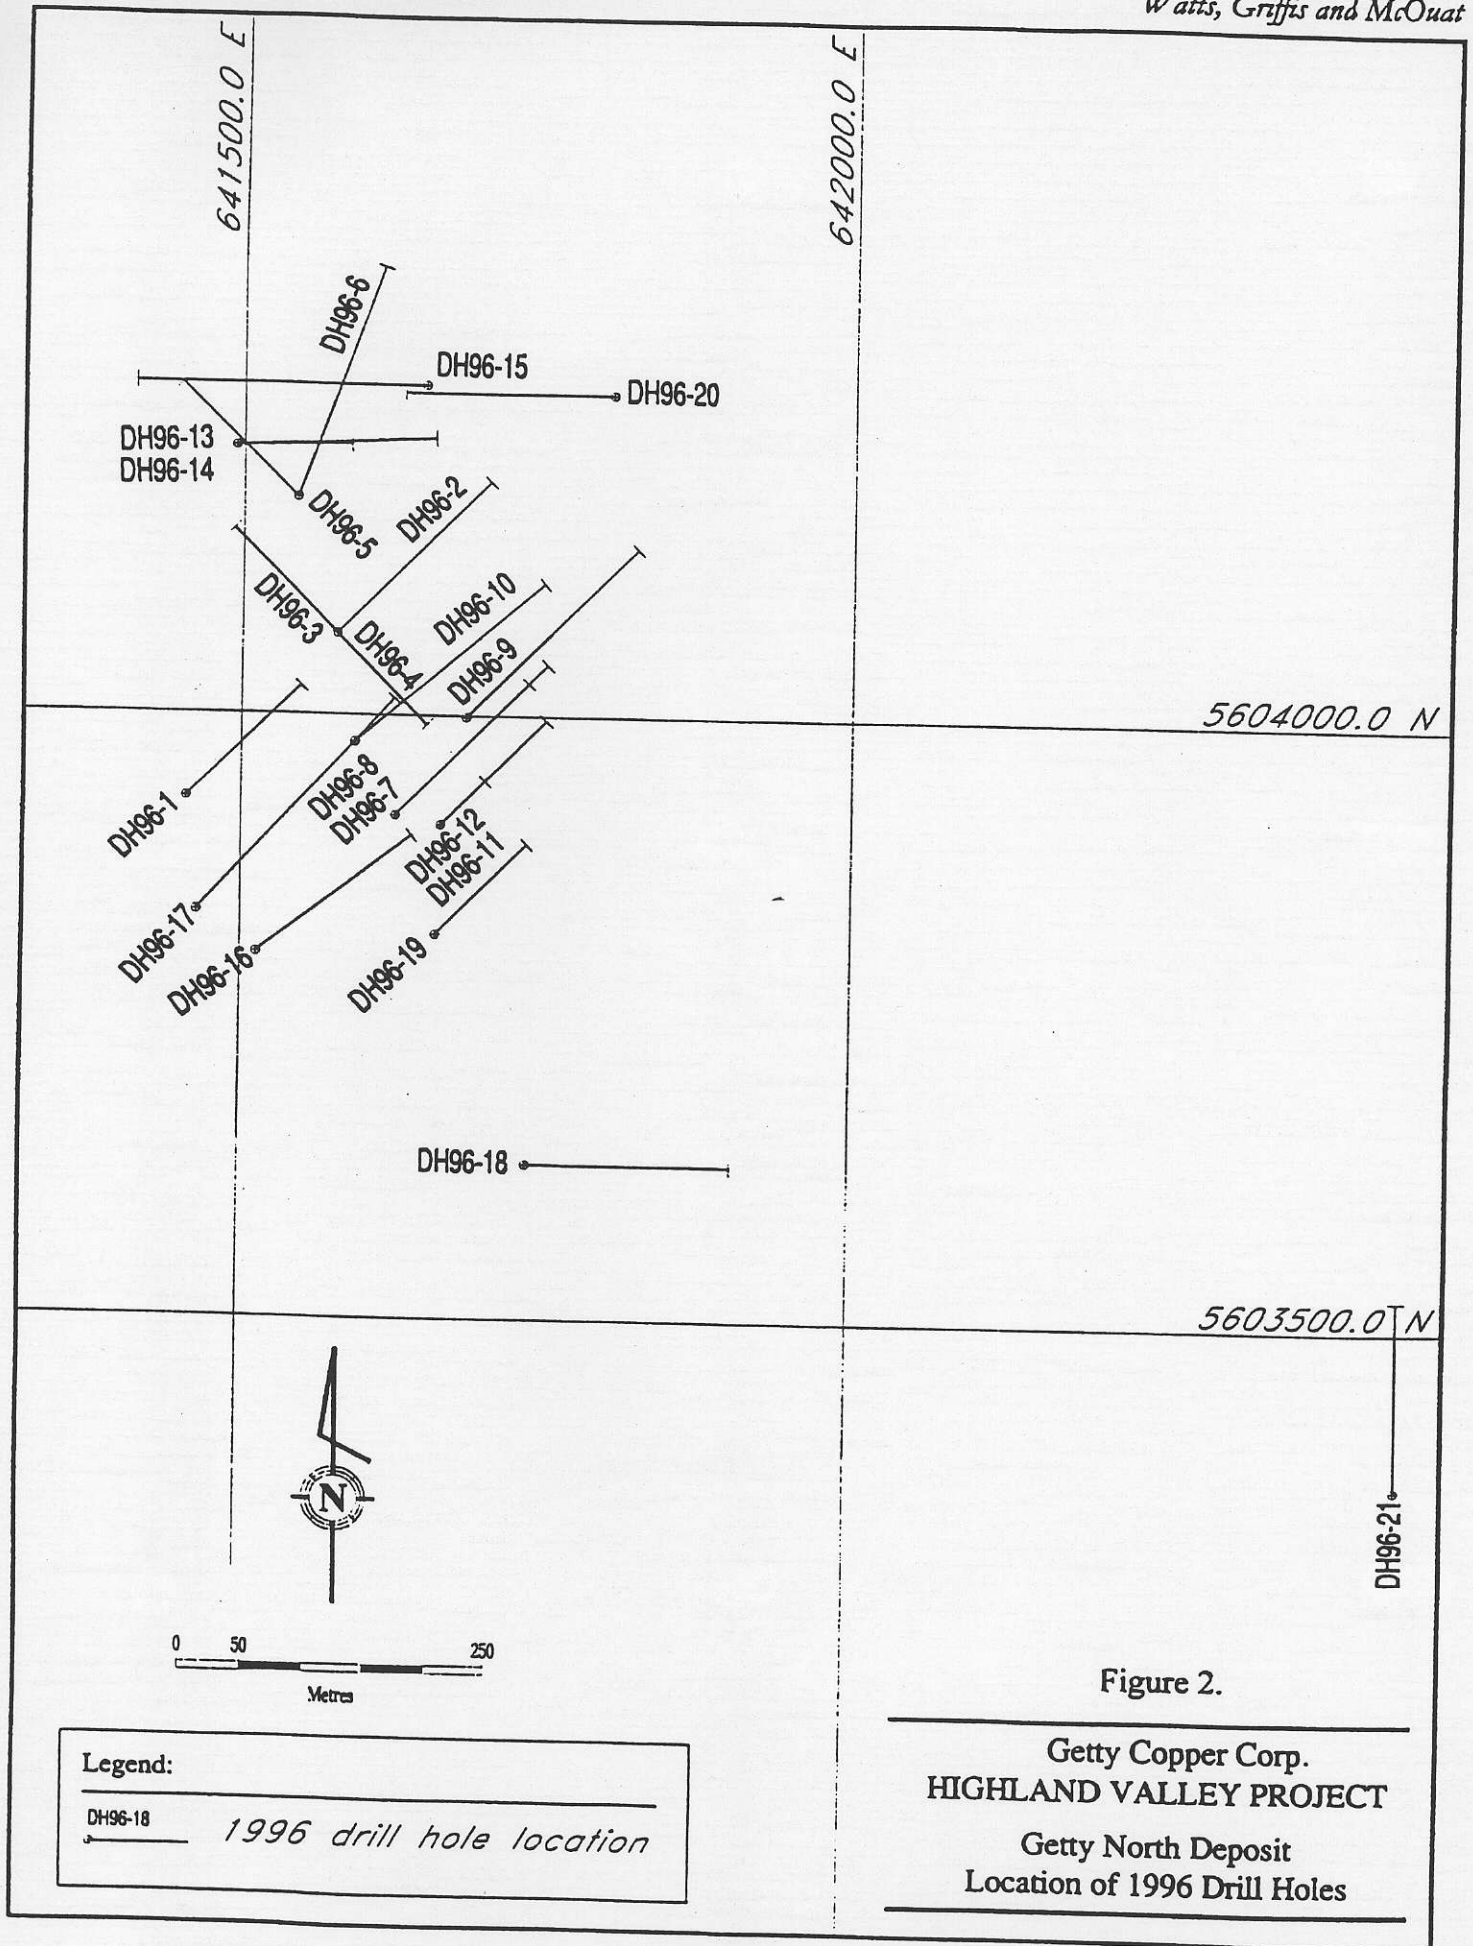 Watts, Griffis and McOuat
641500.0 E
642000.0 E
DH96-6
DH96-15
DH96-20
DH96-13
DH96-14
DH96-5
DH96-2
DH96-3
DH96-4
DH96-10
DH96-9
5604000.0 N
DH96-8
DH96-7
DH96-1
DH96-12
DH96-11
DH96-17
DH96-16
DH96-19
DH96-18
5603500.0 N
N
DH96-21
0 50 250
Metres
Figure 2.
Getty Copper Corp.
HIGHLAND VALLEY PROJECT
Getty North Deposit
Location of 1996 Drill Holes
Legend:
DH96-18
1996 drill hole location